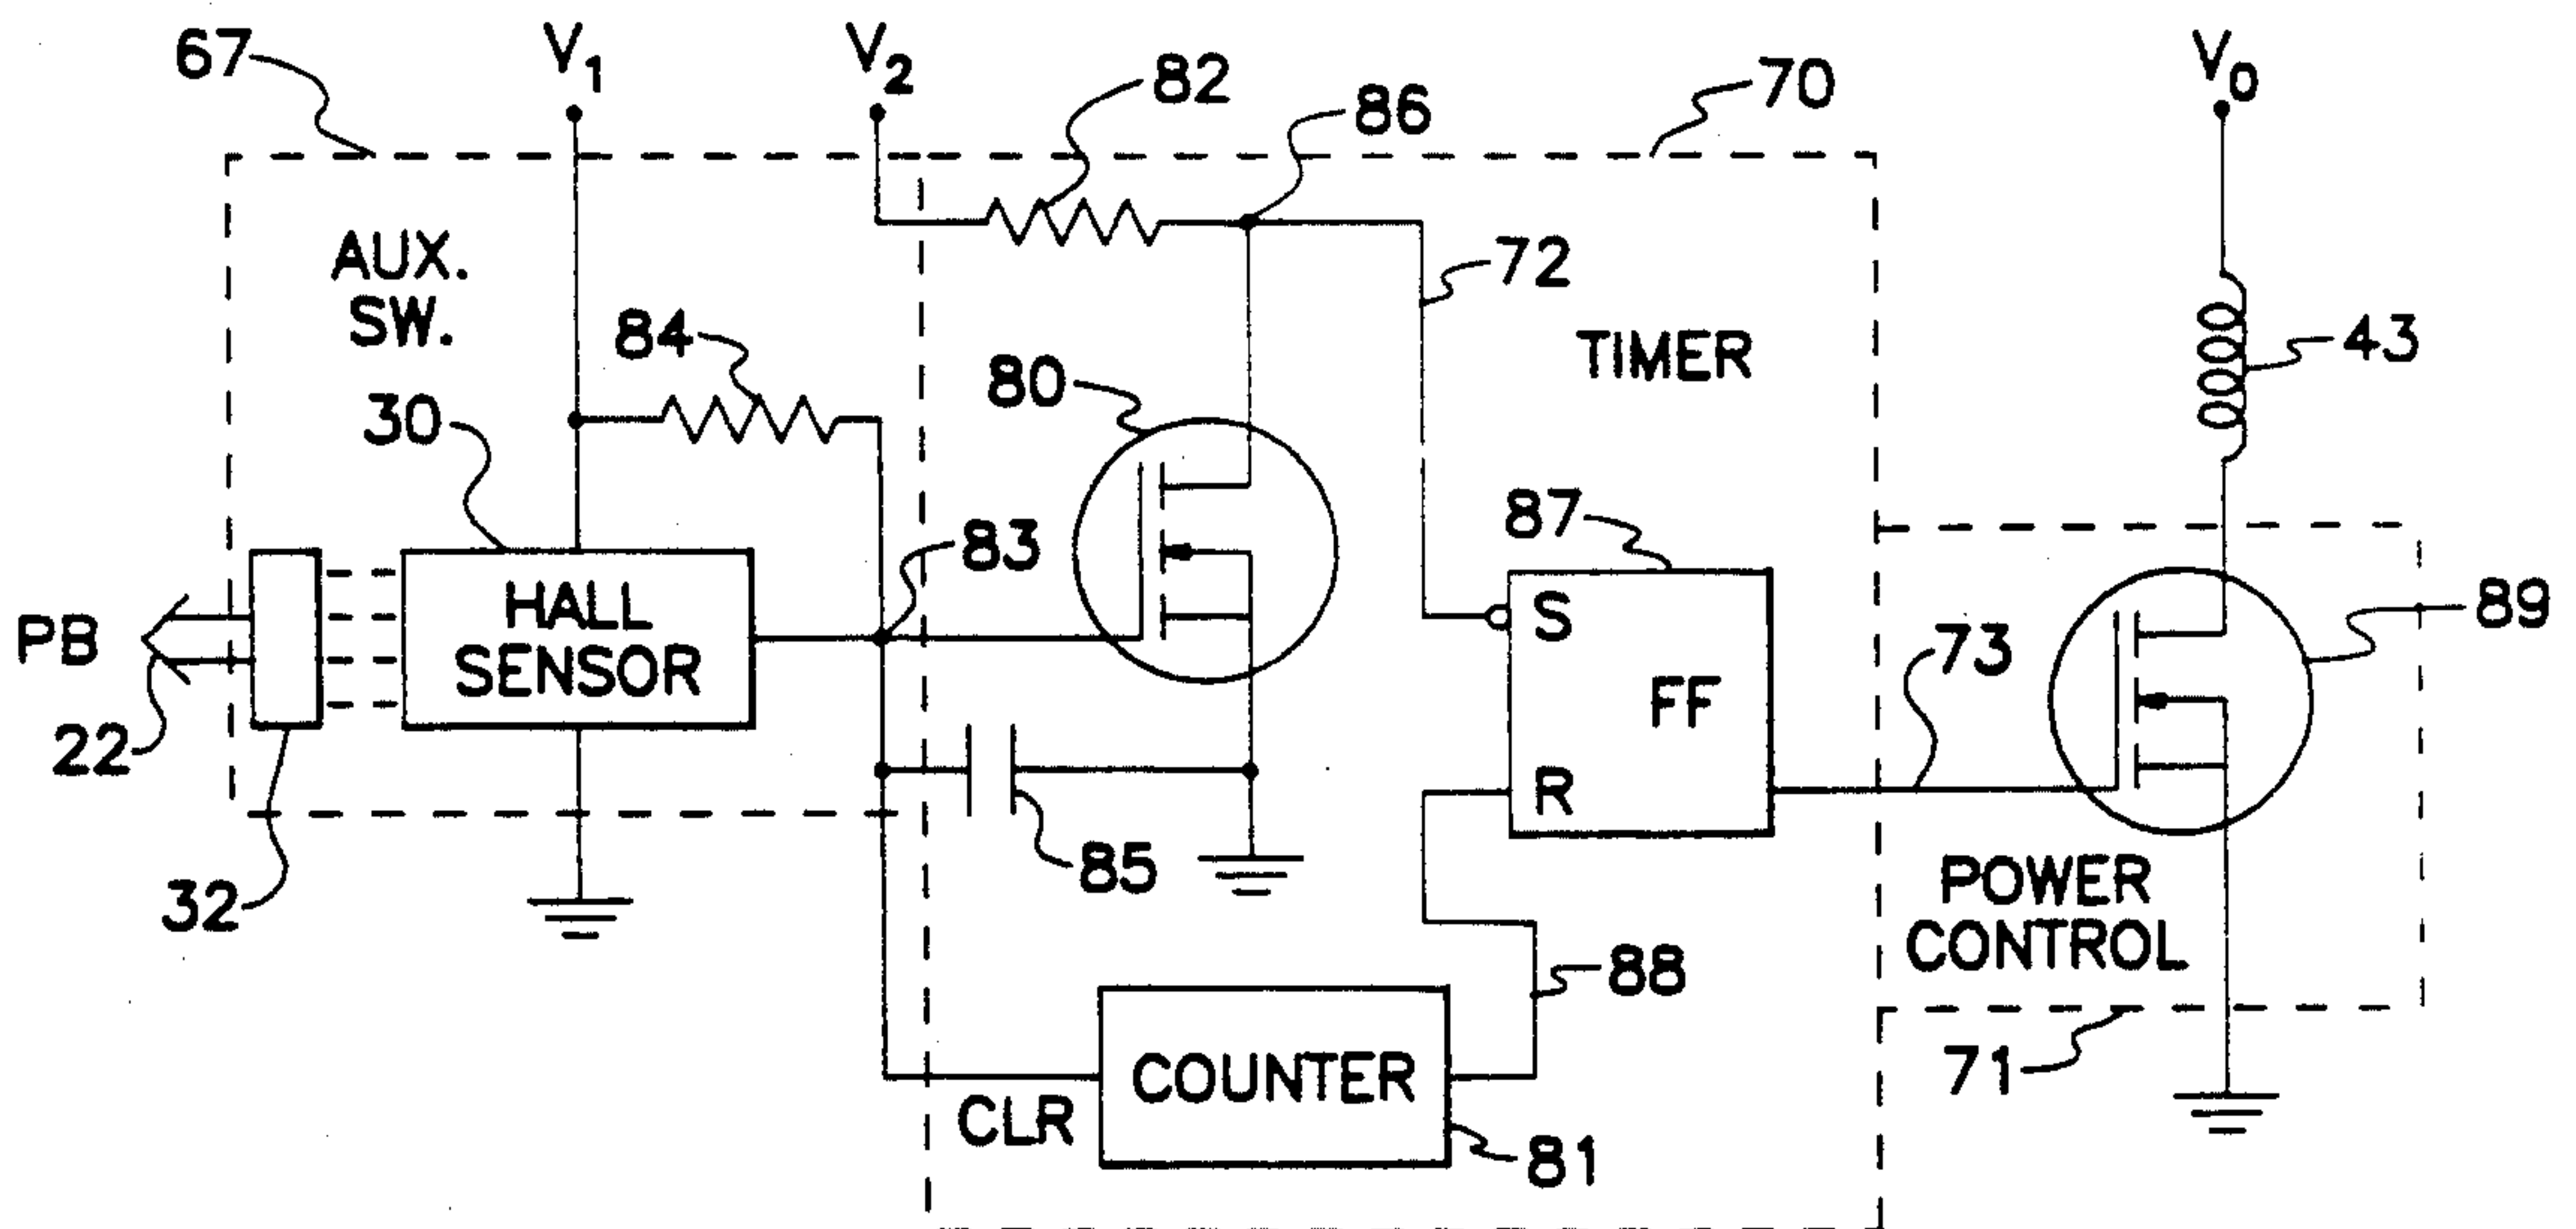 67
V1
V2
82
86
70
V0
AUX.
SW.
84
72
TIMER
43
30
80
83
87
89
PB
HALL
SENSOR
S
FF
R
73
22
32
85
88
POWER
CONTROL
71
CLR
COUNTER
81